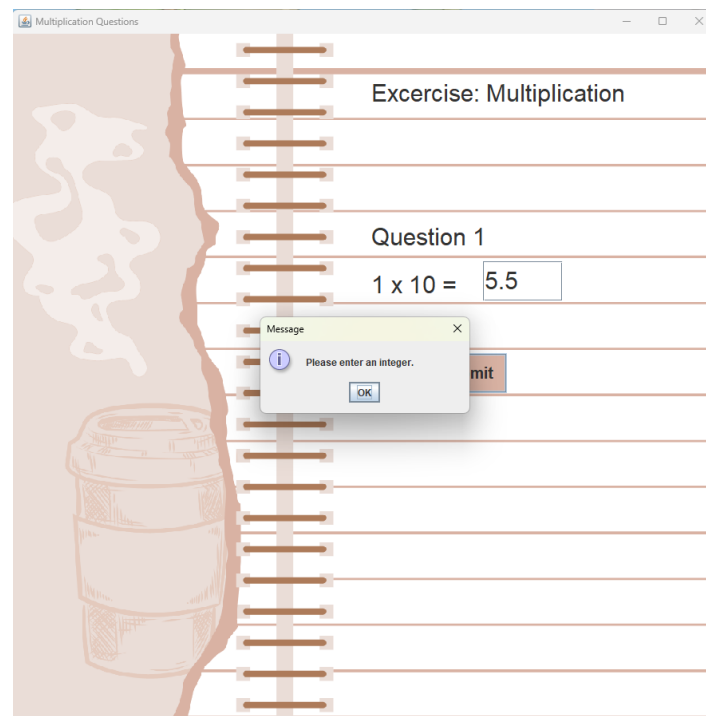 Multiplication Questions
Excercise: Multiplication
Question 1
1 x 10 = 5.5
Message
Please enter an integer.
mit
OK